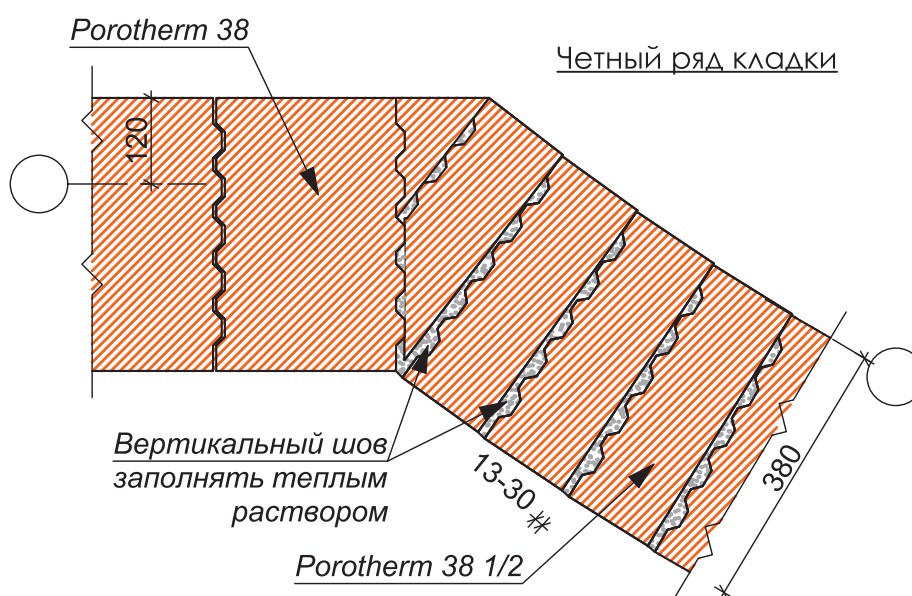 Porotherm 38
Четный ряд кладки
120
Вертикальный шов
заполнять теплым
раствором
13-30 **
380
Porotherm 38 1/2